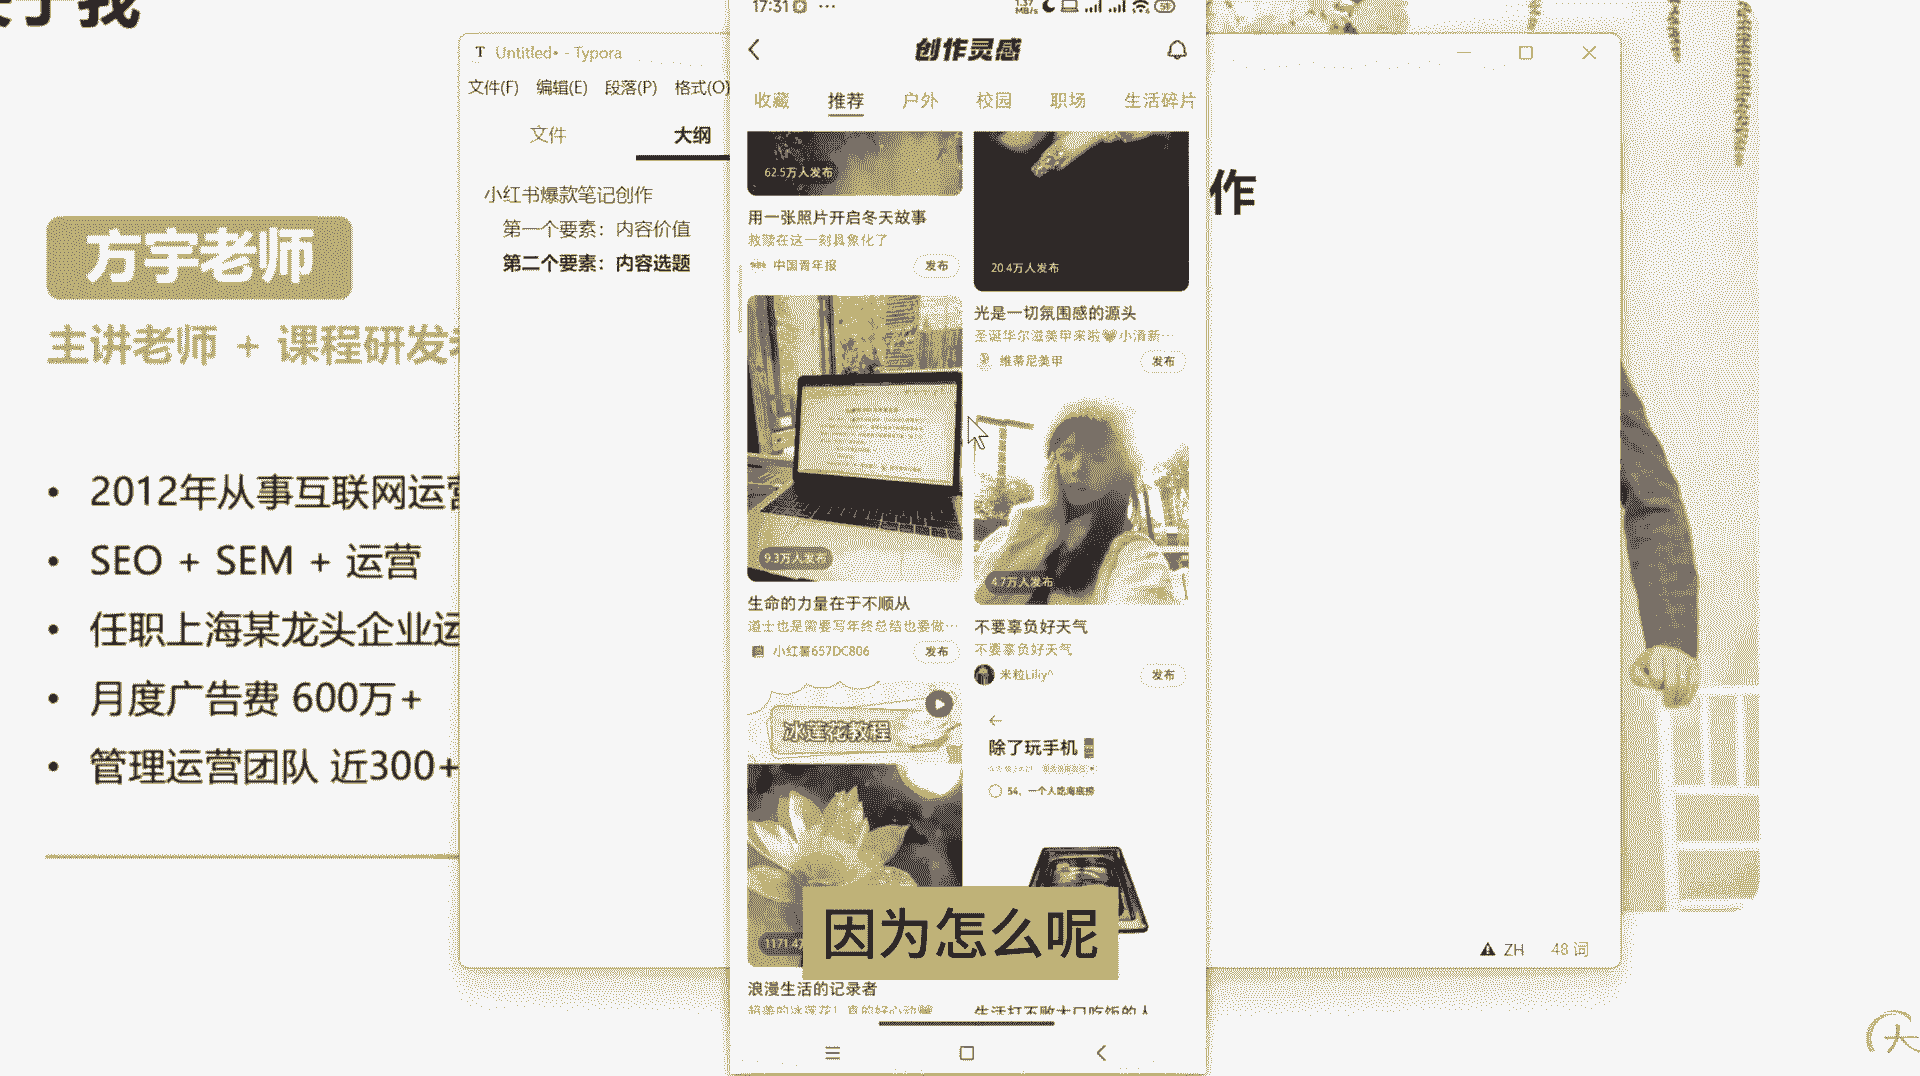 方宇老师
主讲老师 + 课程研发
2012年从事互联网运营
SEO + SEM + 运营
任职上海某龙头企业运
月度广告费 600万+
管理运营团队 近300+
Untitled• - Typora
文件(F) 编辑(E) 段落(P) 格式(O)
文件 大纲
小红书爆款笔记创作
第一个要素：内容价值
第二个要素：内容选题
作
ZH 48 词
17:31
创作灵感
收藏 推荐 户外 校园 职场 生活碎片
62.5万人发布
用一张照片开启冬天故事
救赎在这一刻具象化了
中国青年报 发布
20.4万人发布
光是一切氛围感的源头
圣诞华尔滋美甲来啦 小清新…
维蒂尼美甲 发布
9.3万人发布
生命的力量在于不顺从
道士也是需要写年终总结也要做…
小红薯657DC806 发布
4.7万人发布
不要辜负好天气
不要辜负好天气
米粒Liliy^ 发布
冰莲花教程
浪漫生活的记录者
除了玩手机
54、一个人吃海底捞
生活打不败大口吃饭的人
因为怎么呢